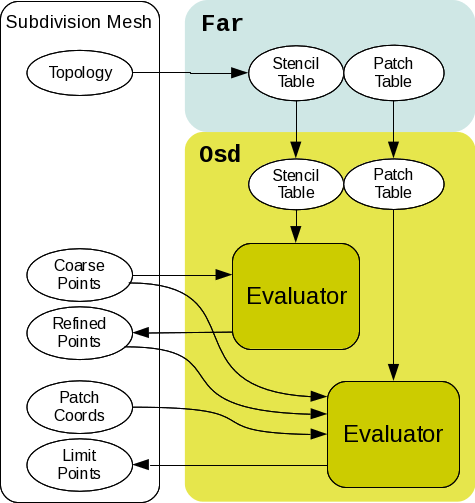 Subdivision Mesh
Far
Topology
Stencil
Table
Patch
Table
Osd
Stencil
Table
Patch
Table
Coarse
Points
Evaluator
Refined
Points
Patch
Coords
Evaluator
Limit
Points